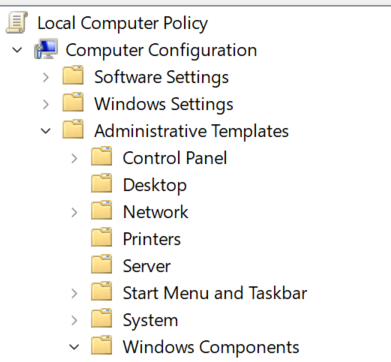 Local Computer Policy
Computer Configuration
Software Settings
Windows Settings
Administrative Templates
Control Panel
Desktop
Network
Printers
Server
Start Menu and Taskbar
System
Windows Components